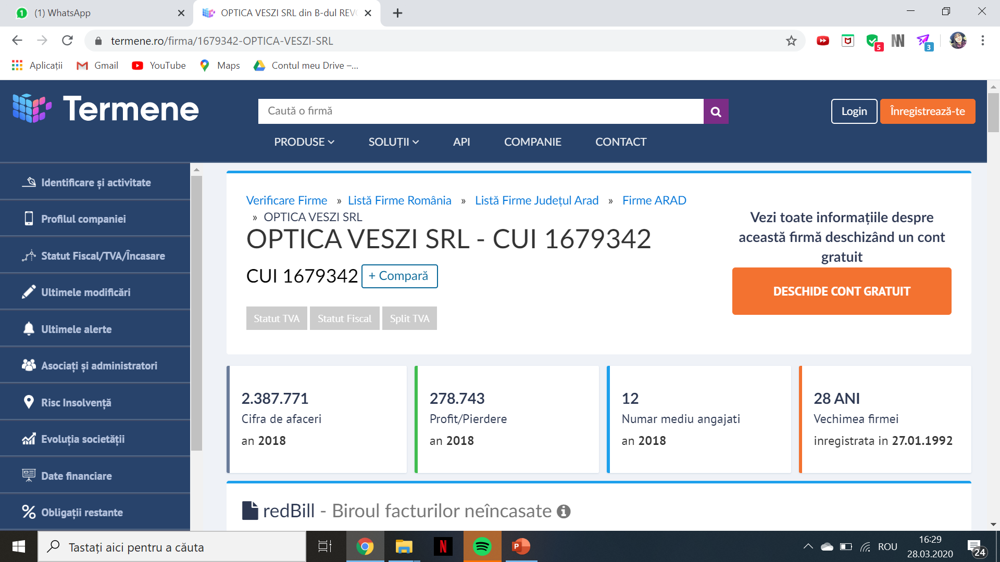 (1) WhatsApp
OPTICA VESZI SRL din B-dul REV
termene.ro/firma/1679342-OPTICA-VESZI-SRL
5
3
Aplicații
Gmail
YouTube
Maps
Contul meu Drive –...
Termene
Caută o firmă
Login
Înregistrează-te
PRODUSE
SOLUȚII
API
COMPANIE
CONTACT
Identificare și activitate
Profilul companiei
Statut Fiscal/TVA/Încasare
Ultimele modificări
Ultimele alerte
Asociați și administratori
Risc Insolvență
Evoluția societății
Date financiare
Obligații restante
Verificare Firme » Listă Firme România » Listă Firme Județul Arad » Firme ARAD
» OPTICA VESZI SRL
OPTICA VESZI SRL - CUI 1679342
CUI 1679342
+ Compară
Statut TVA
Statut Fiscal
Split TVA
Vezi toate informațiile despre
această firmă deschizând un cont
gratuit
DESCHIDE CONT GRATUIT
2.387.771
Cifra de afaceri
an 2018
278.743
Profit/Pierdere
an 2018
12
Numar mediu angajati
an 2018
28 ANI
Vechimea firmei
inregistrata in 27.01.1992
redBill - Biroul facturilor neîncasate
Tastați aici pentru a căuta
ROU
16:29
28.03.2020
24